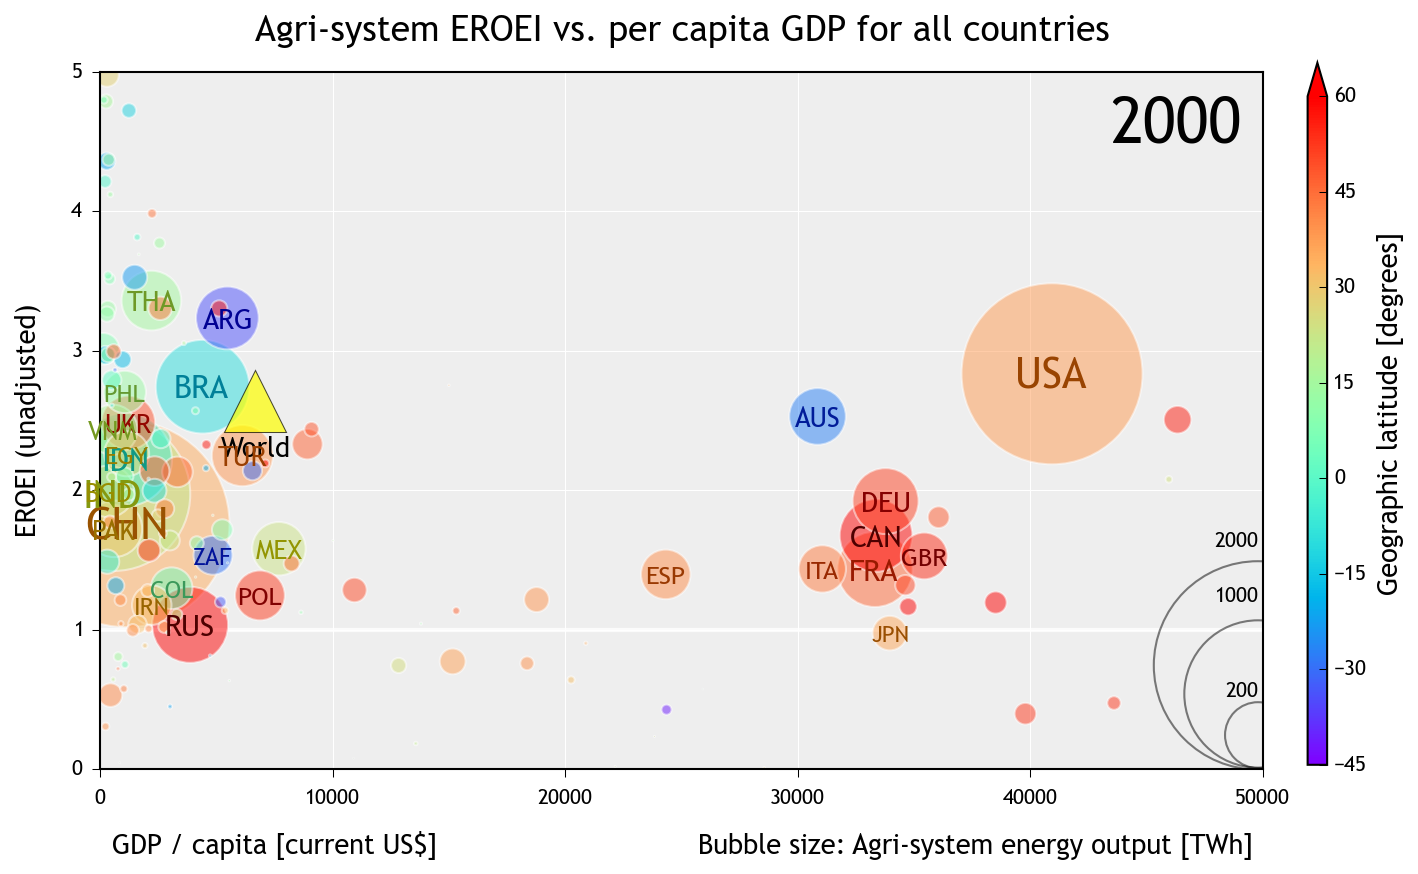 Agri-system EROEI vs. per capita GDP for all countries
2000
EROEI (unadjusted)
5
4
3
2
1
0
THA
ARG
BRA
PHL
UKR
VNM
World
TUR
EGY
IDN
BGD
IND
CHN
PAK
ZAF
MEX
COL
IRN
POL
RUS
USA
AUS
DEU
CAN
GBR
FRA
ITA
ESP
JPN
2000
1000
200
0
10000
20000
30000
40000
50000
GDP / capita [current US$]
Bubble size: Agri-system energy output [TWh]
60
45
30
15
0
−15
−30
−45
Geographic latitude [degrees]